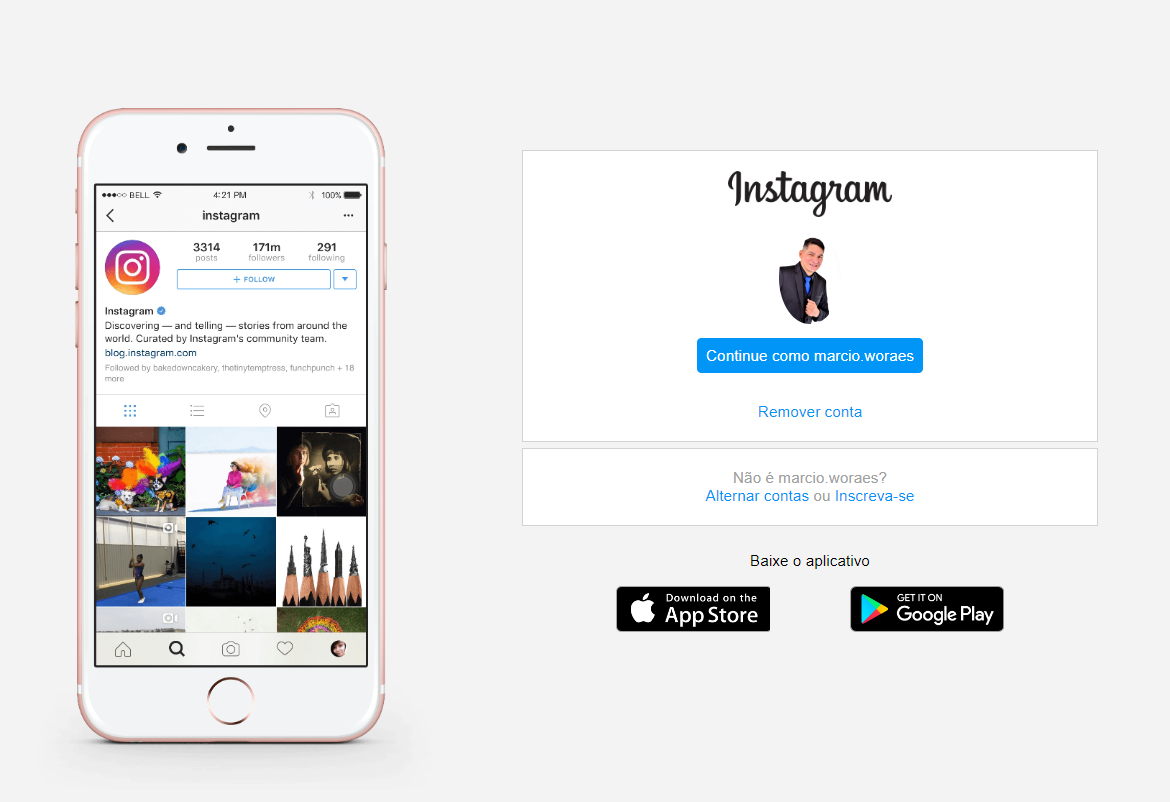 BELL 4:21 PM 100%
instagram
3314 171m 291
posts followers following
+ FOLLOW
Instagram
Discovering — and telling — stories from around the
world. Curated by Instagram's community team.
blog.instagram.com
Followed by bakedowncakery, thetinytemptress, funchpunch + 18
more
Instagram
Continue como marcio.woraes
Remover conta
Não é marcio.woraes?
Alternar contas ou Inscreva-se
Baixe o aplicativo
Download on the
App Store
GET IT ON
Google Play